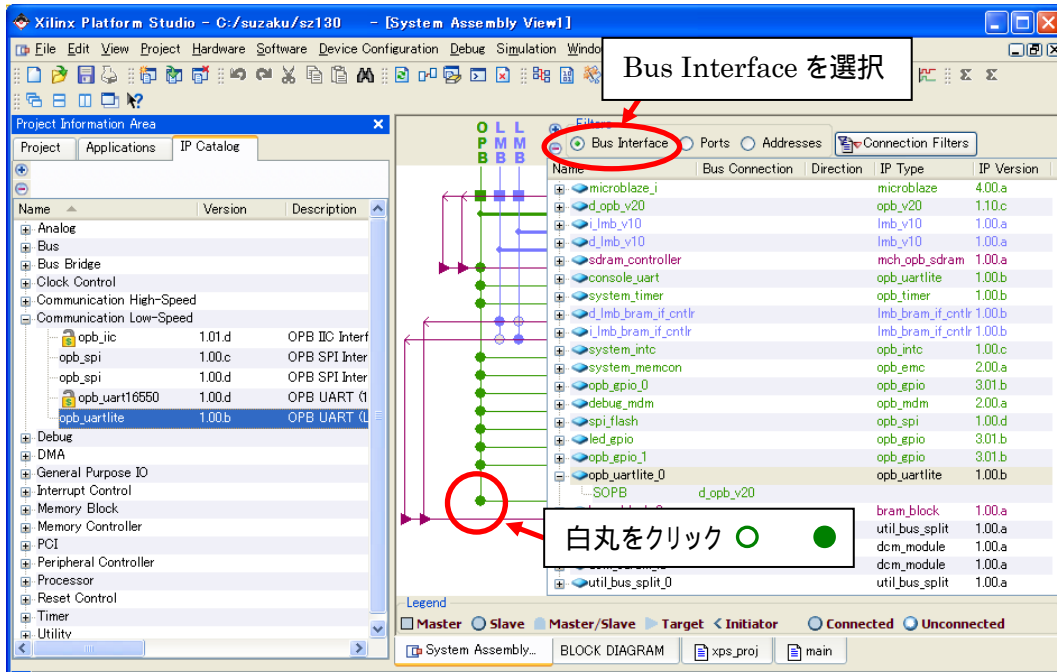 Xilinx Platform Studio - C:/suzaku/sz130 - [System Assembly View1]
File Edit View Project Hardware Software Device Configuration Debug Simulation
Bus Interface を選択
Project Information Area
Project Applications IP Catalog
Name Version Description
Analog
Bus
Bus Bridge
Clock Control
Communication High-Speed
Communication Low-Speed
opb_iic 1.01.d OPB IIC Interf
opb_spi 1.00.c OPB SPI Inter
opb_spi 1.00.d OPB SPI Inter
opb_uart16550 1.00.d OPB UART (1
opb_uartlite 1.00.b OPB UART (L
Debug
DMA
General Purpose IO
Interrupt Control
Memory Block
Memory Controller
PCI
Peripheral Controller
Processor
Reset Control
Timer
Utility
OPB LMB LMB
Filters
Bus Interface Ports Addresses Connection Filters
Name Bus Connection Direction IP Type IP Version
microblaze_i microblaze 4.00.a
d_opb_v20 opb_v20 1.10.c
i_lmb_v10 lmb_v10 1.00.a
d_lmb_v10 lmb_v10 1.00.a
sdram_controller mch_opb_sdram 1.00.a
console_uart opb_uartlite 1.00.b
system_timer opb_timer 1.00.b
d_lmb_bram_if_cntlr lmb_bram_if_cntlr 1.00.b
i_lmb_bram_if_cntlr lmb_bram_if_cntlr 1.00.b
system_intc opb_intc 1.00.c
system_memcon opb_emc 2.00.a
opb_gpio_0 opb_gpio 3.01.b
debug_mdm opb_mdm 2.00.a
spi_flash opb_spi 1.00.d
led_gpio opb_gpio 3.01.b
opb_gpio_1 opb_gpio 3.01.b
opb_uartlite_0 opb_uartlite 1.00.b
SOPB d_opb_v20
bram_block 1.00.a
util_bus_split 1.00.a
dcm_module 1.00.a
dcm_module 1.00.a
util_bus_split_0 util_bus_split 1.00.a
白丸をクリック
Legend
Master Slave Master/Slave Target Initiator Connected Unconnected
System Assembly... BLOCK DIAGRAM xps_proj main